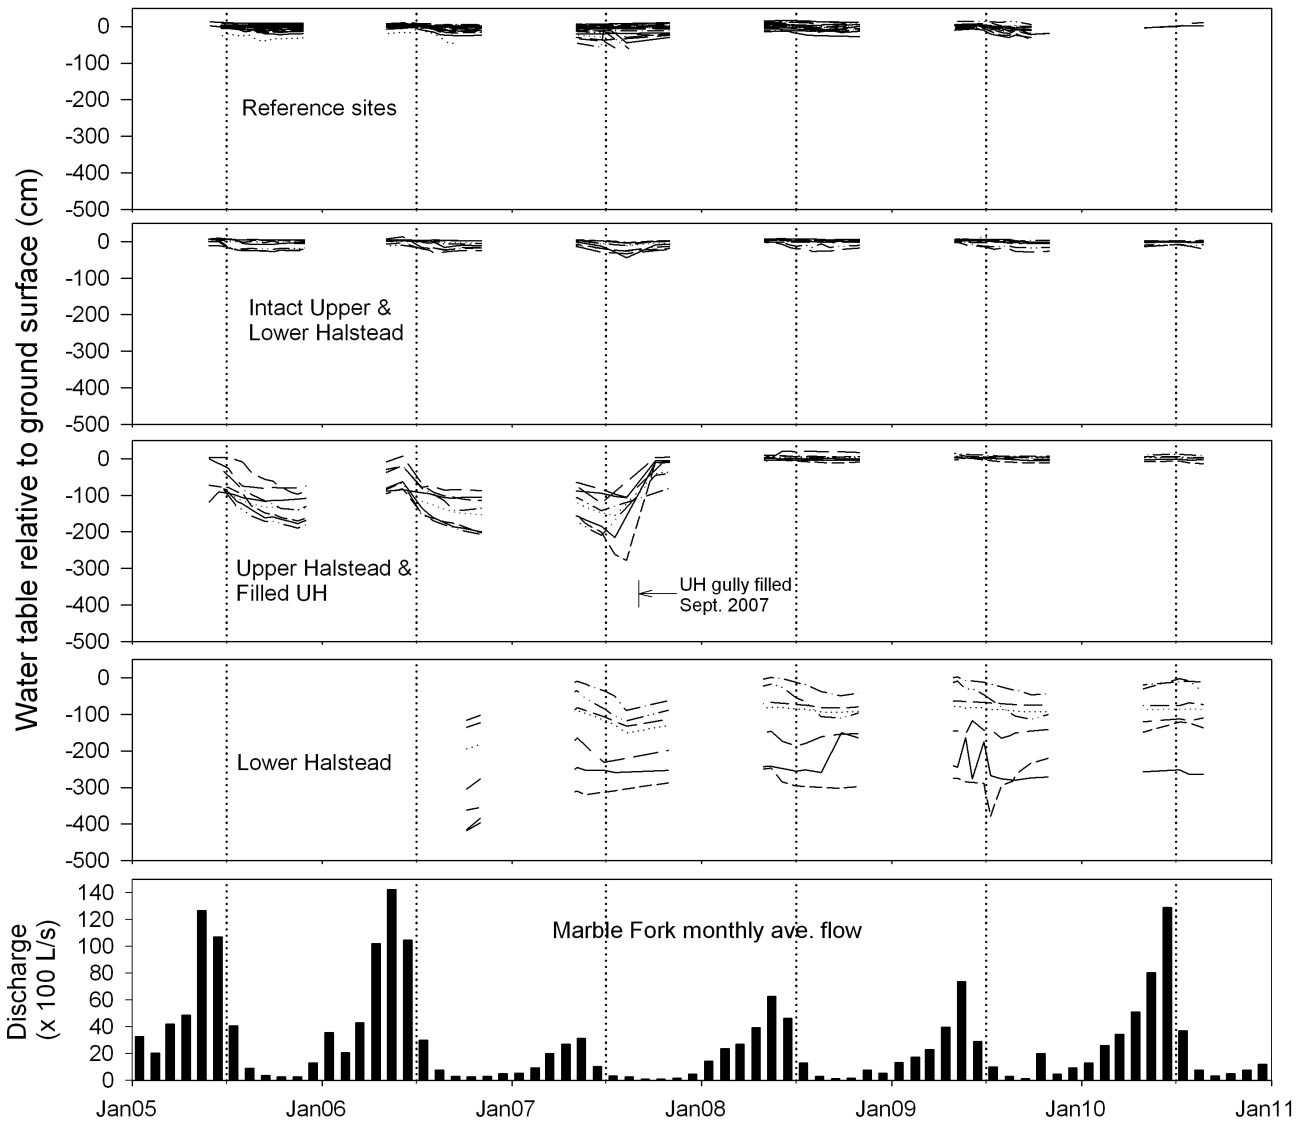 Water table relative to ground surface (cm)
0
-100
-200
-300
-400
-500
Reference sites
0
-100
-200
-300
-400
-500
Intact Upper &
Lower Halstead
0
-100
-200
-300
-400
-500
Upper Halstead &
Filled UH
UH gully filled
Sept. 2007
0
-100
-200
-300
-400
-500
Lower Halstead
Discharge
(x 100 L/s)
140
120
100
80
60
40
20
0
Marble Fork monthly ave. flow
Jan05 Jan06 Jan07 Jan08 Jan09 Jan10 Jan11